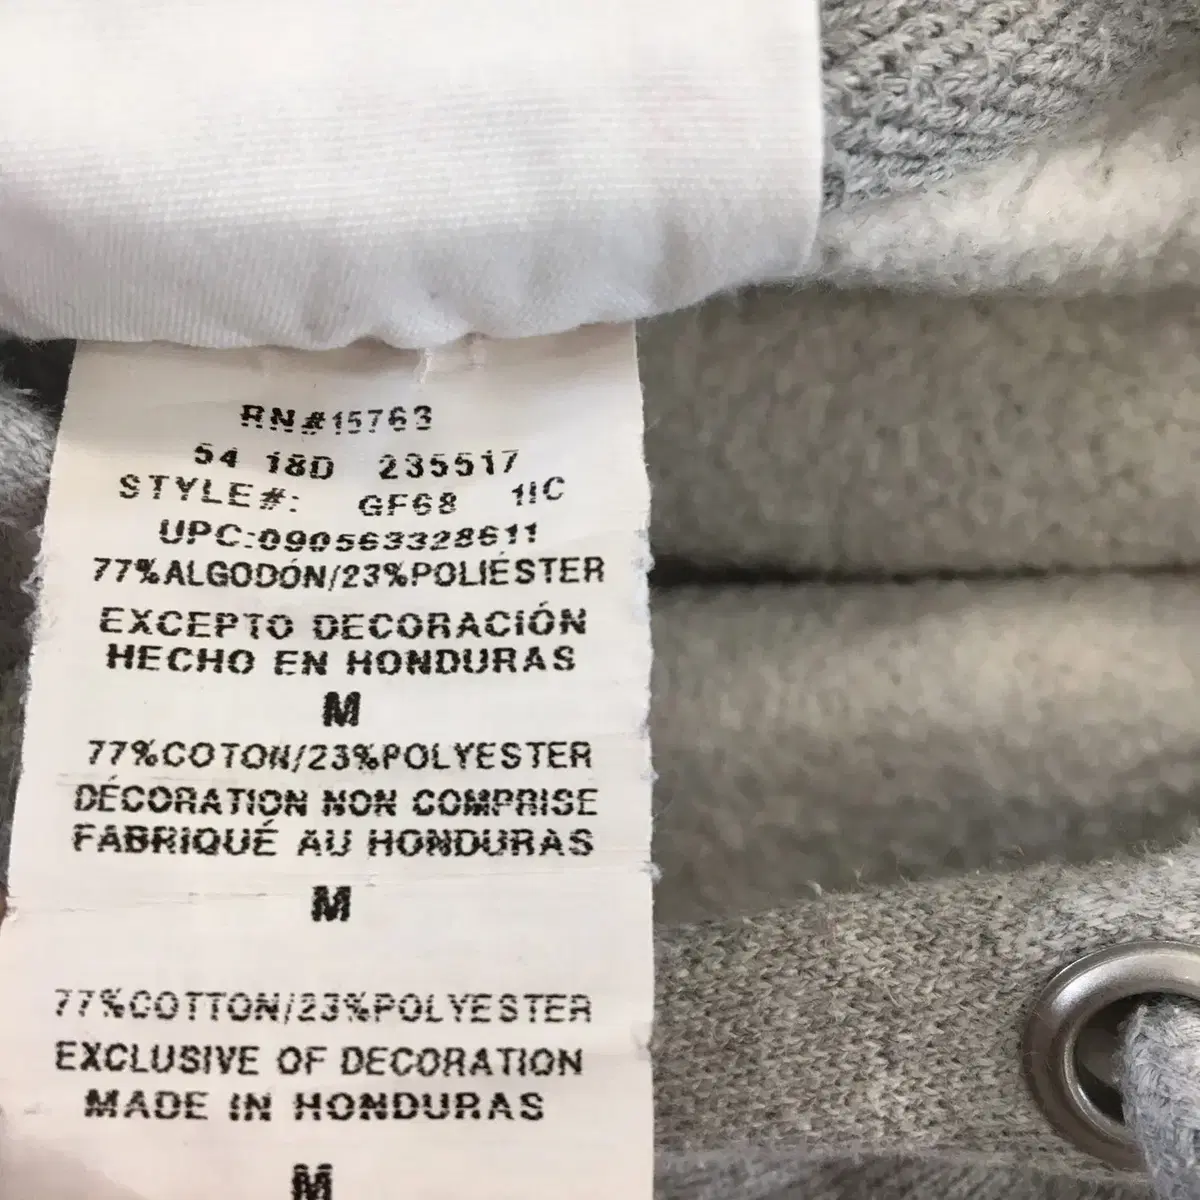 RN#15763
54 18D 235517
STYLE#: GF68 1IC
UPC:090563328611
77%ALGODÓN/23%POLIÉSTER
EXCEPTO DECORACIÓN
HECHO EN HONDURAS
M
77%COTON/23%POLYESTER
DÉCORATION NON COMPRISE
FABRIQUÉ AU HONDURAS
M
77%COTTON/23%POLYESTER
EXCLUSIVE OF DECORATION
MADE IN HONDURAS
M